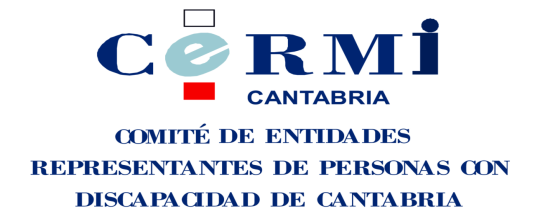 CeRMi
CANTABRIA
COMITÉ DE ENTIDADES
REPRESENTANTES DE PERSONAS CON
DISCAPACIDAD DE CANTABRIA